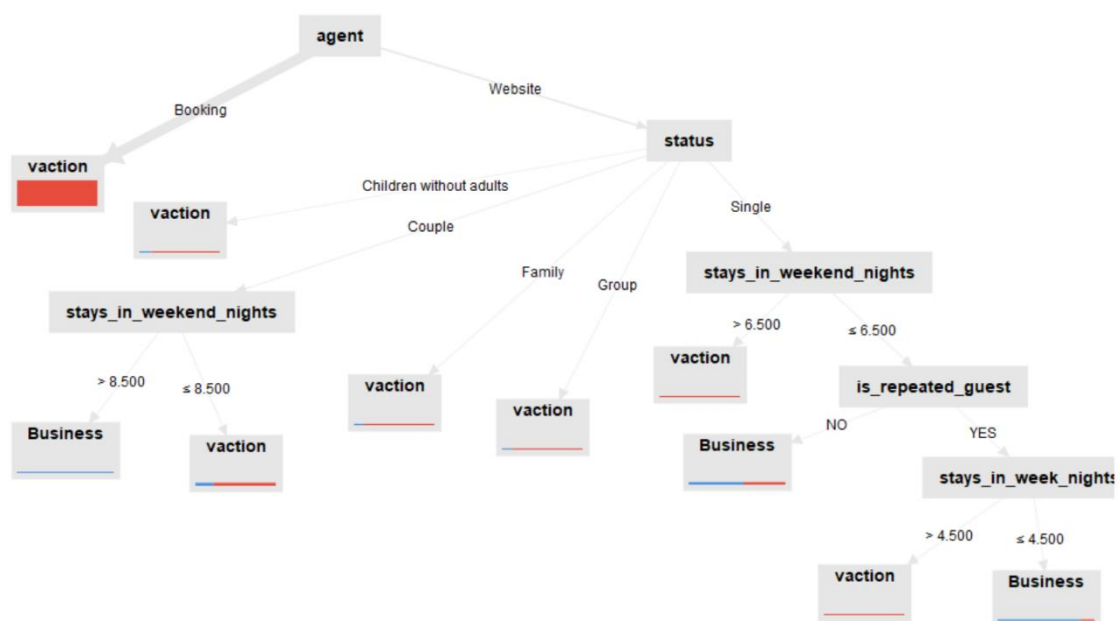 agent
Booking
Website
vaction
status
Children without adults
vaction
Couple
Family
Group
Single
stays_in_weekend_nights
stays_in_weekend_nights
> 8.500
≤ 8.500
> 6.500
≤ 6.500
vaction
vaction
vaction
is_repeated_guest
Business
vaction
NO
YES
Business
stays_in_week_nights
> 4.500
≤ 4.500
vaction
Business